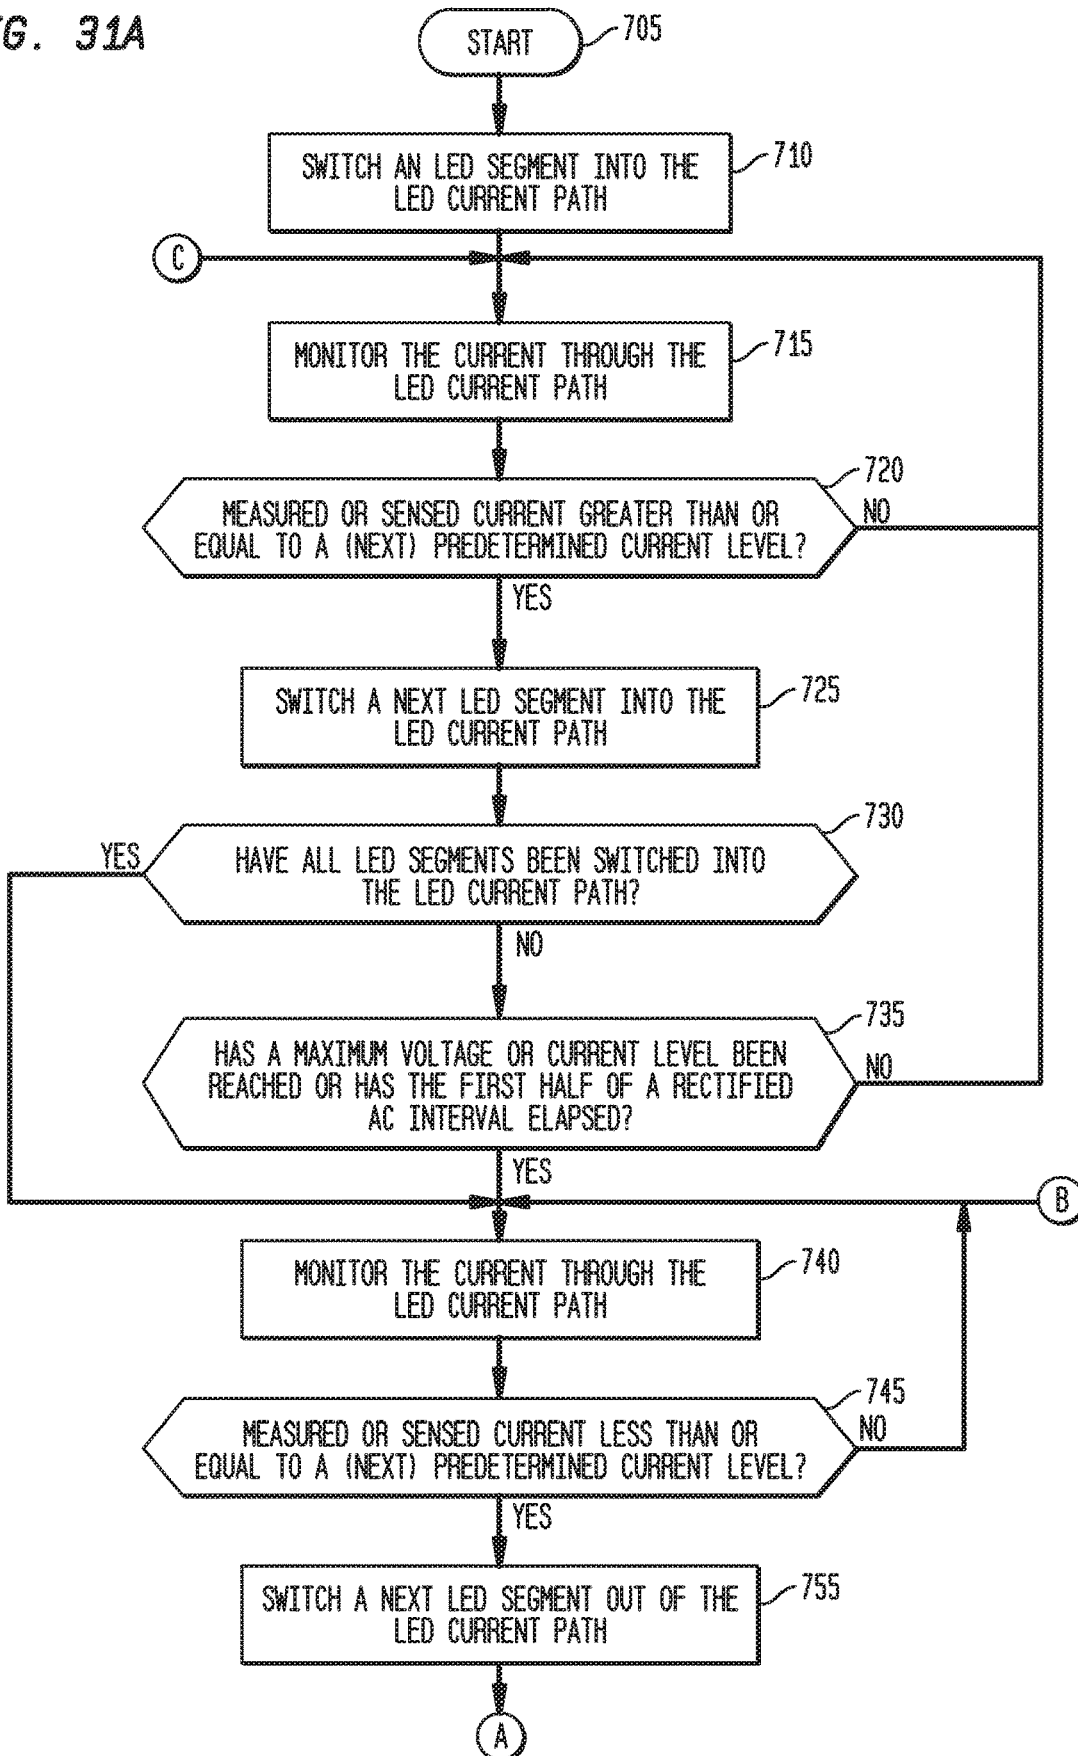 G. 31A
START
705
SWITCH AN LED SEGMENT INTO THE
LED CURRENT PATH
710
C
MONITOR THE CURRENT THROUGH THE
LED CURRENT PATH
715
MEASURED OR SENSED CURRENT GREATER THAN OR
EQUAL TO A (NEXT) PREDETERMINED CURRENT LEVEL?
720
NO
YES
SWITCH A NEXT LED SEGMENT INTO THE
LED CURRENT PATH
725
HAVE ALL LED SEGMENTS BEEN SWITCHED INTO
THE LED CURRENT PATH?
730
YES
NO
HAS A MAXIMUM VOLTAGE OR CURRENT LEVEL BEEN
REACHED OR HAS THE FIRST HALF OF A RECTIFIED
AC INTERVAL ELAPSED?
735
NO
YES
B
MONITOR THE CURRENT THROUGH THE
LED CURRENT PATH
740
MEASURED OR SENSED CURRENT LESS THAN OR
EQUAL TO A (NEXT) PREDETERMINED CURRENT LEVEL?
745
NO
YES
SWITCH A NEXT LED SEGMENT OUT OF THE
LED CURRENT PATH
755
A